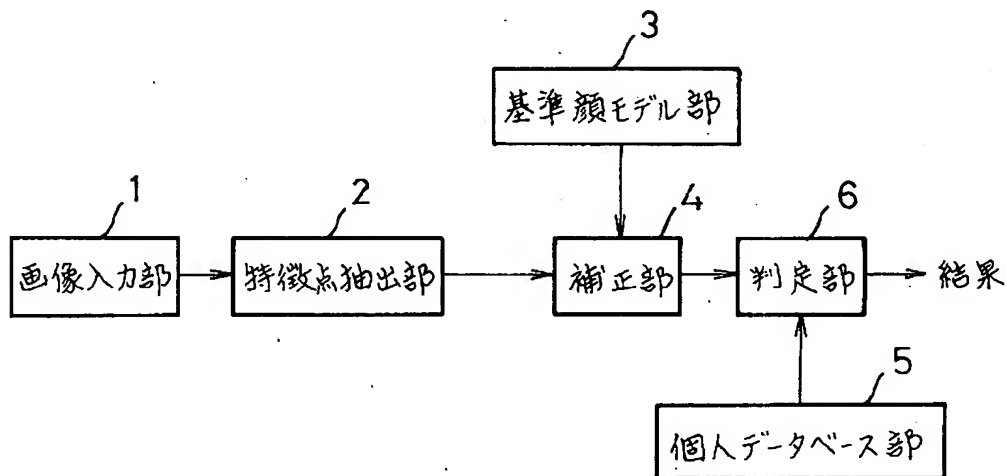 3
基準顔モデル部
1
2
4
6
画像入力部
特徴点抽出部
補正部
判定部
結果
5
個人データベース部